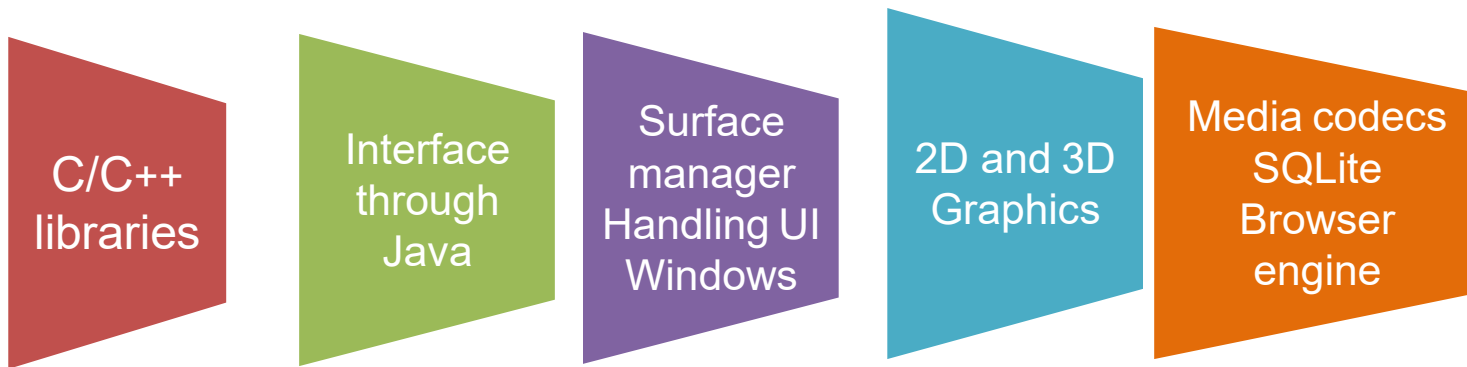 C/C++
libraries
Interface
through
Java
Surface
manager
Handling UI
Windows
2D and 3D
Graphics
Media codecs
SQLite
Browser
engine